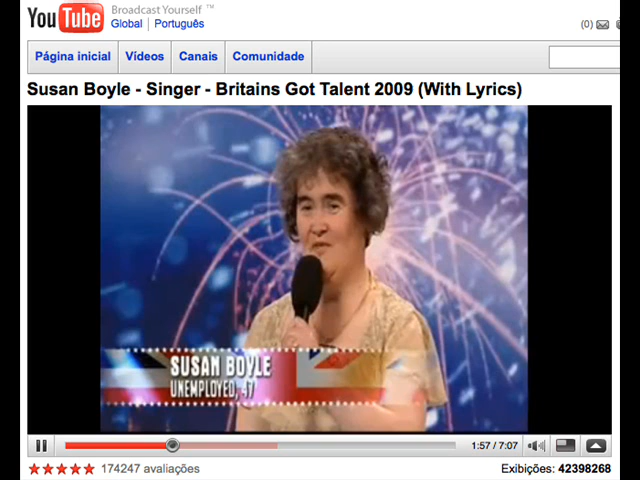 YouTube Broadcast Yourself ™
Global | Português
(0)
Página inicial Vídeos Canais Comunidade
Susan Boyle - Singer - Britains Got Talent 2009 (With Lyrics)
SUSAN BOYLE
UNEMPLOYED, 47
1:57 / 7:07
174247 avaliações
Exibições: 42398268